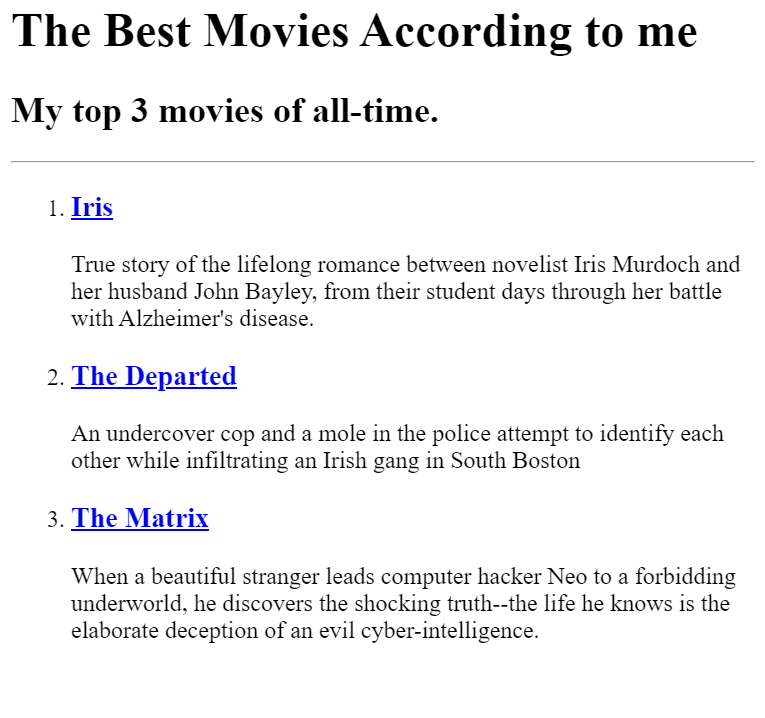 The Best Movies According to me
My top 3 movies of all-time.
1. Iris
True story of the lifelong romance between novelist Iris Murdoch and
her husband John Bayley, from their student days through her battle
with Alzheimer's disease.
2. The Departed
An undercover cop and a mole in the police attempt to identify each
other while infiltrating an Irish gang in South Boston
3. The Matrix
When a beautiful stranger leads computer hacker Neo to a forbidding
underworld, he discovers the shocking truth--the life he knows is the
elaborate deception of an evil cyber-intelligence.